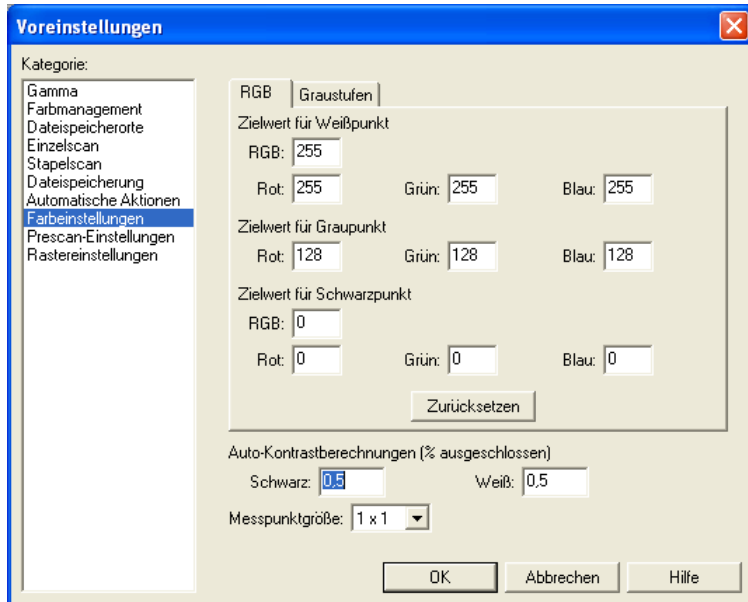 Voreinstellungen
Kategorie:
Gamma
Farbmanagement
Dateispeicherorte
Einzelscan
Stapelscan
Dateispeicherung
Automatische Aktionen
Farbeinstellungen
Prescan-Einstellungen
Rastereinstellungen
RGB Graustufen
Zielwert für Weißpunkt
RGB: 255
Rot: 255 Grün: 255 Blau: 255
Zielwert für Graupunkt
Rot: 128 Grün: 128 Blau: 128
Zielwert für Schwarzpunkt
RGB: 0
Rot: 0 Grün: 0 Blau: 0
Zurücksetzen
Auto-Kontrastberechnungen (% ausgeschlossen)
Schwarz: 0,5 Weiß: 0,5
Messpunktgröße: 1 x 1
OK Abbrechen Hilfe